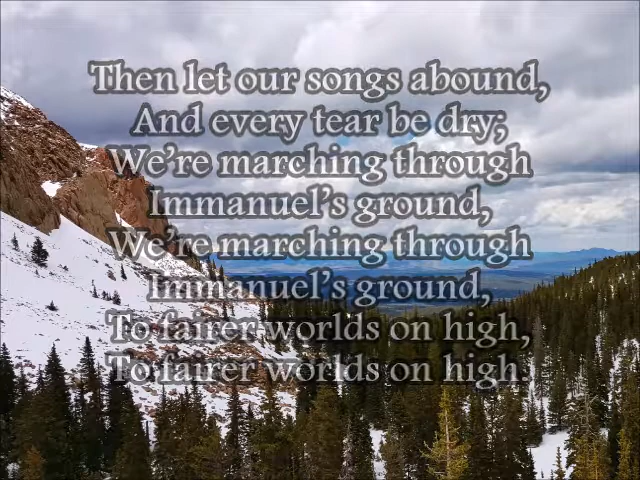 Then let our songs abound,
And every tear be dry;
We're marching through
Immanuel's ground,
We're marching through
Immanuel's ground,
To fairer worlds on high,
To fairer worlds on high.